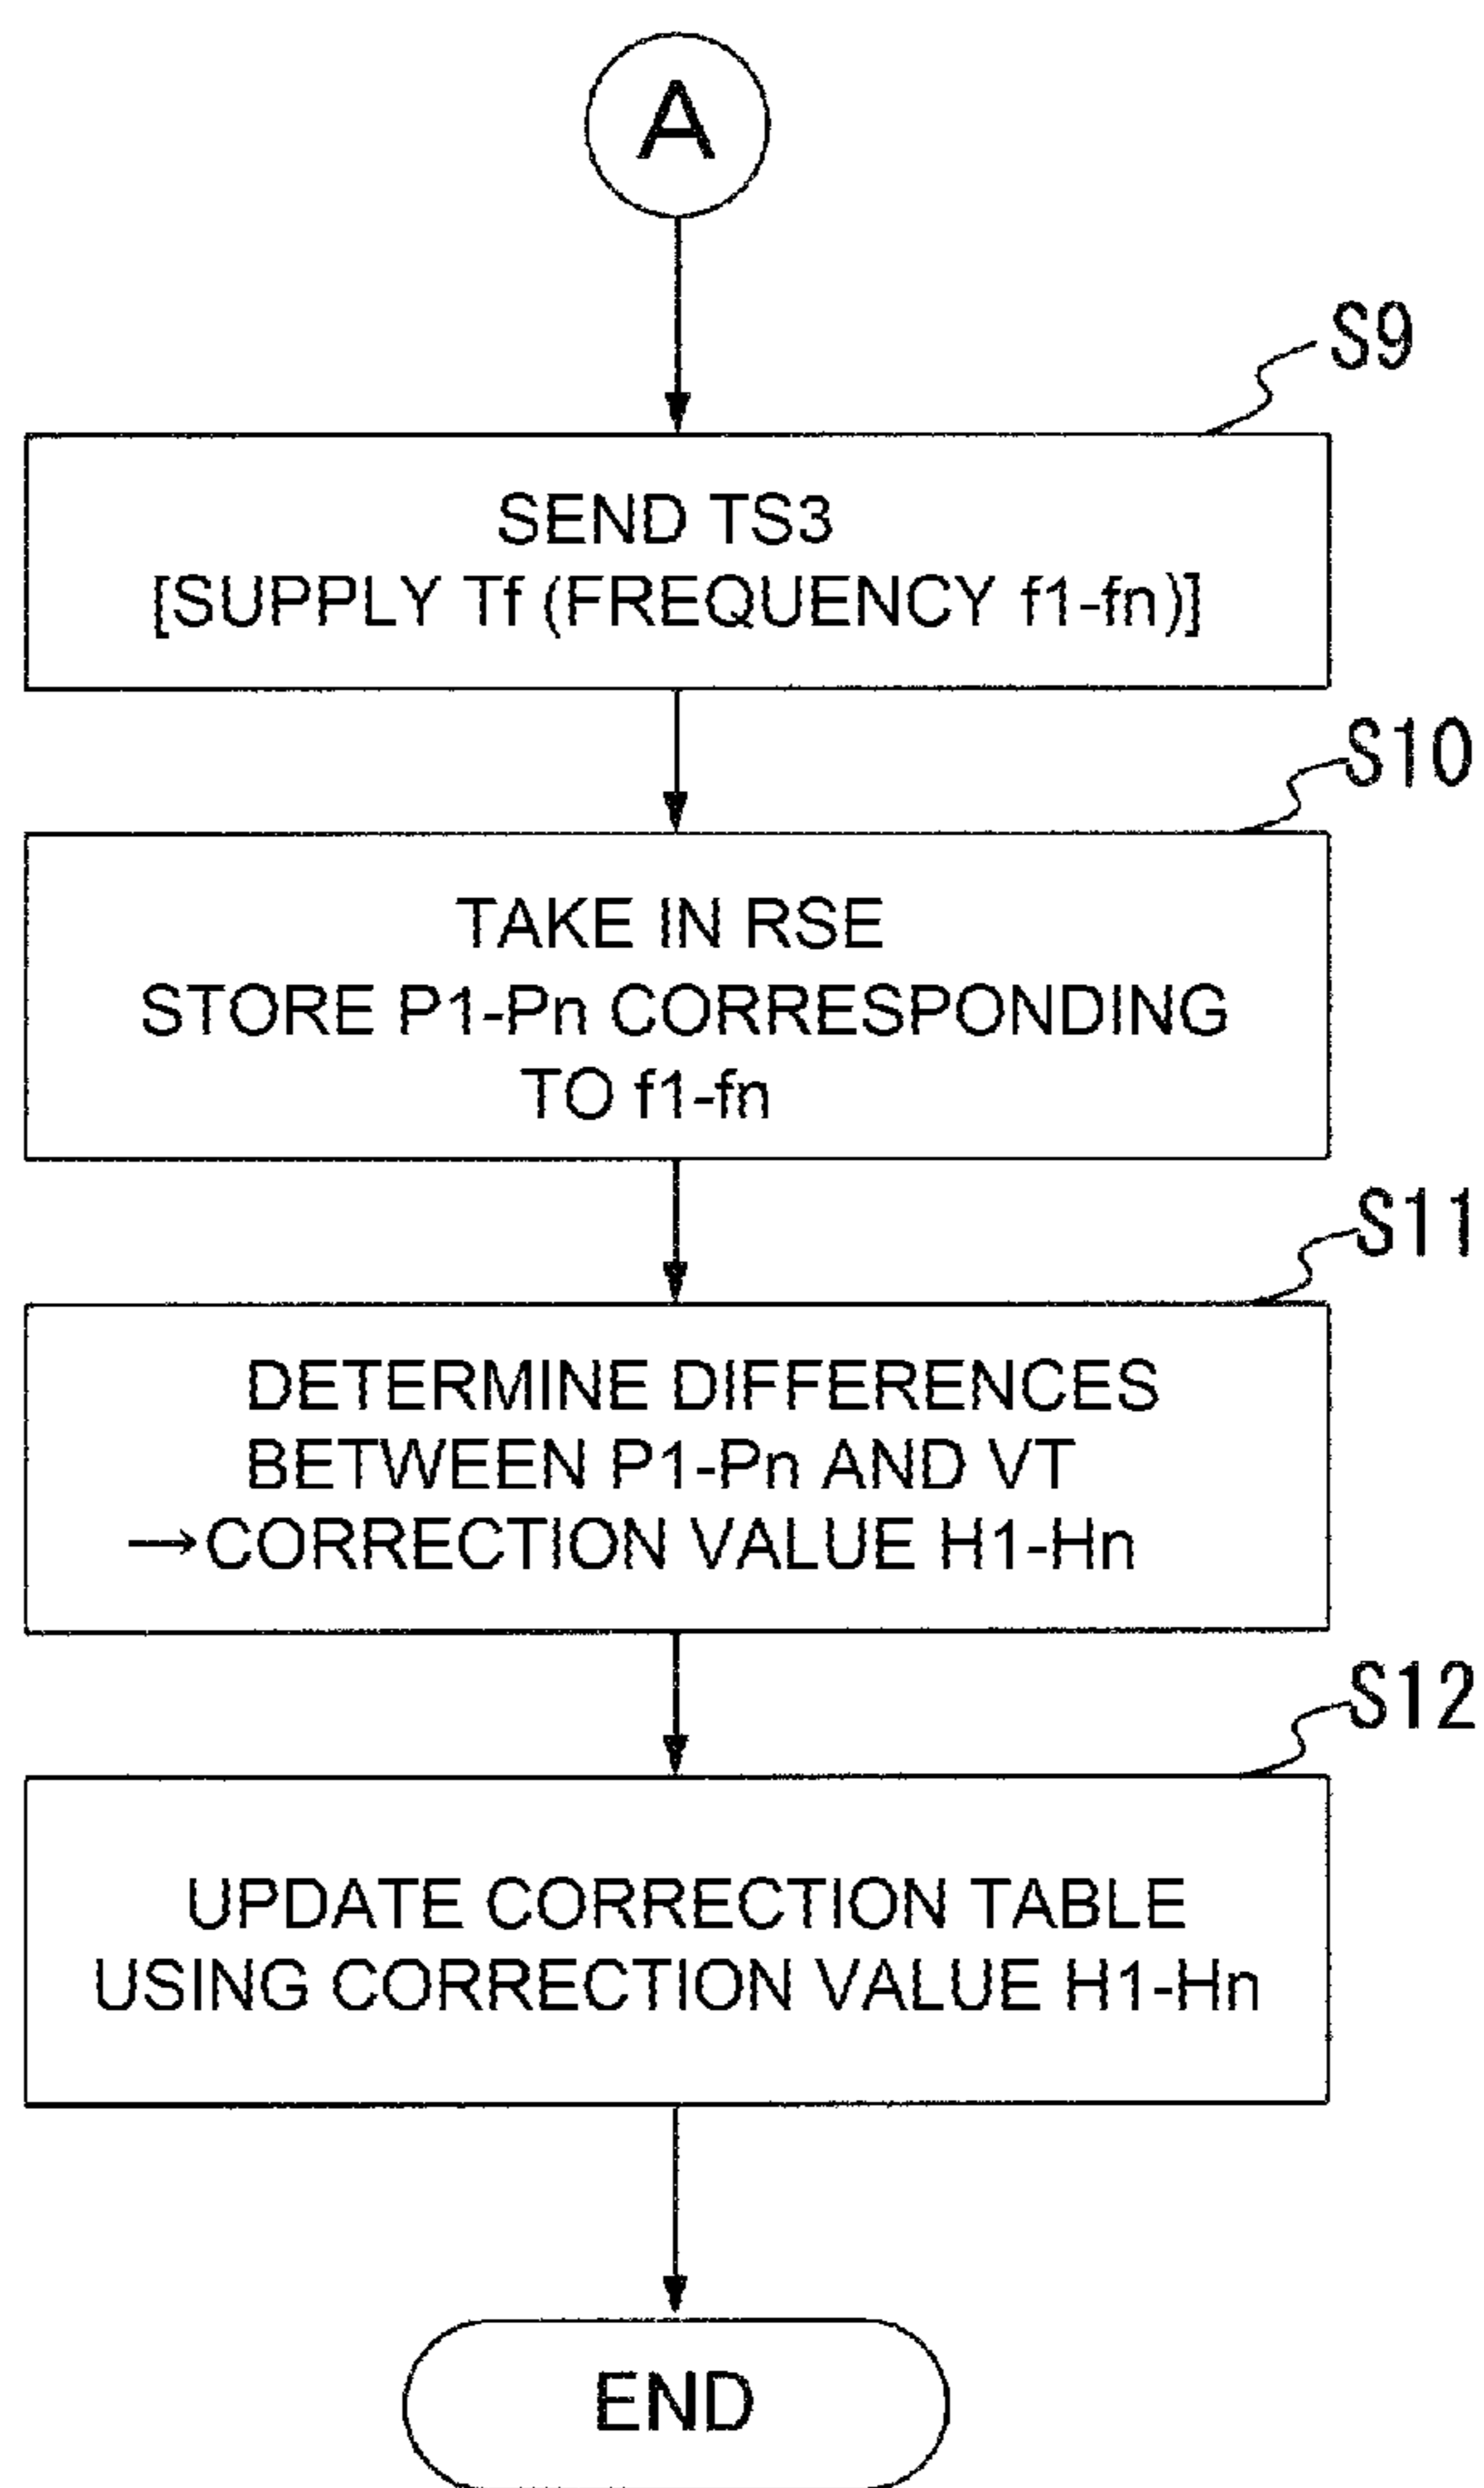 A
S9
SEND TS3
[SUPPLY Tf (FREQUENCY f1-fn)]
S10
TAKE IN RSE
STORE P1-Pn CORRESPONDING
TO f1-fn
S11
DETERMINE DIFFERENCES
BETWEEN P1-Pn AND VT
→CORRECTION VALUE H1-Hn
S12
UPDATE CORRECTION TABLE
USING CORRECTION VALUE H1-Hn
END